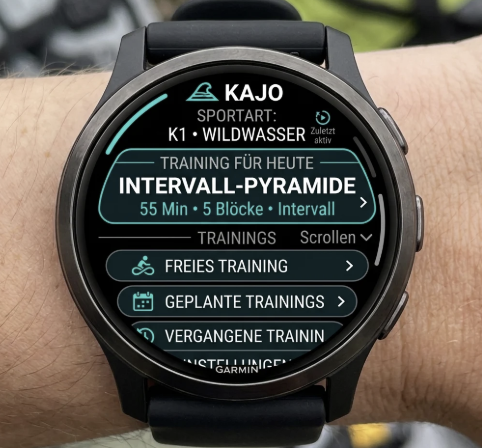 KAJO
SPORTART:
K1 • WILDWASSER
Zuletzt
aktiv
TRAINING FÜR HEUTE
INTERVALL-PYRAMIDE
55 Min • 5 Blöcke • Intervall
TRAININGS
Scrollen
FREIES TRAINING
GEPLANTE TRAININGS
VERGANGENE TRAININ
INSTELLUNGEN
GARMIN